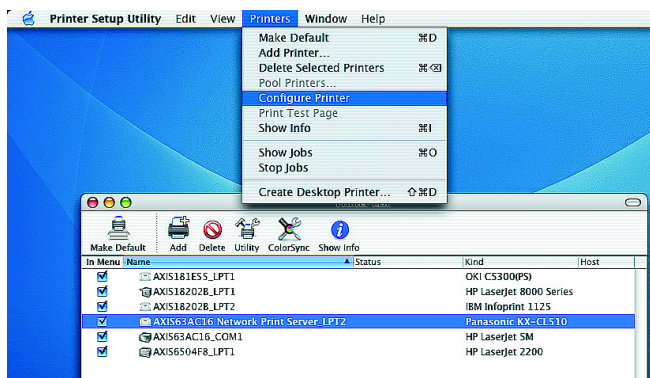 Printer Setup Utility Edit View Printers Window Help
Make Default ⌘D
Add Printer...
Delete Selected Printers ⌘⌫
Pool Printers...
Configure Printer
Print Test Page
Show Info ⌘I
Show Jobs ⌘O
Stop Jobs
Create Desktop Printer... ⇧⌘D
Make Default Add Delete Utility ColorSync Show Info
In Menu Name Status Kind Host
AXIS181E55_LPT1 OKI C5300(PS)
AXIS18202B_LPT1 HP LaserJet 8000 Series
AXIS18202B_LPT2 IBM Infoprint 1125
AXIS63AC16 Network Print Server_LPT2 Panasonic KX-CL510
AXIS63AC16_COM1 HP LaserJet 5M
AXIS6504F8_LPT1 HP LaserJet 2200